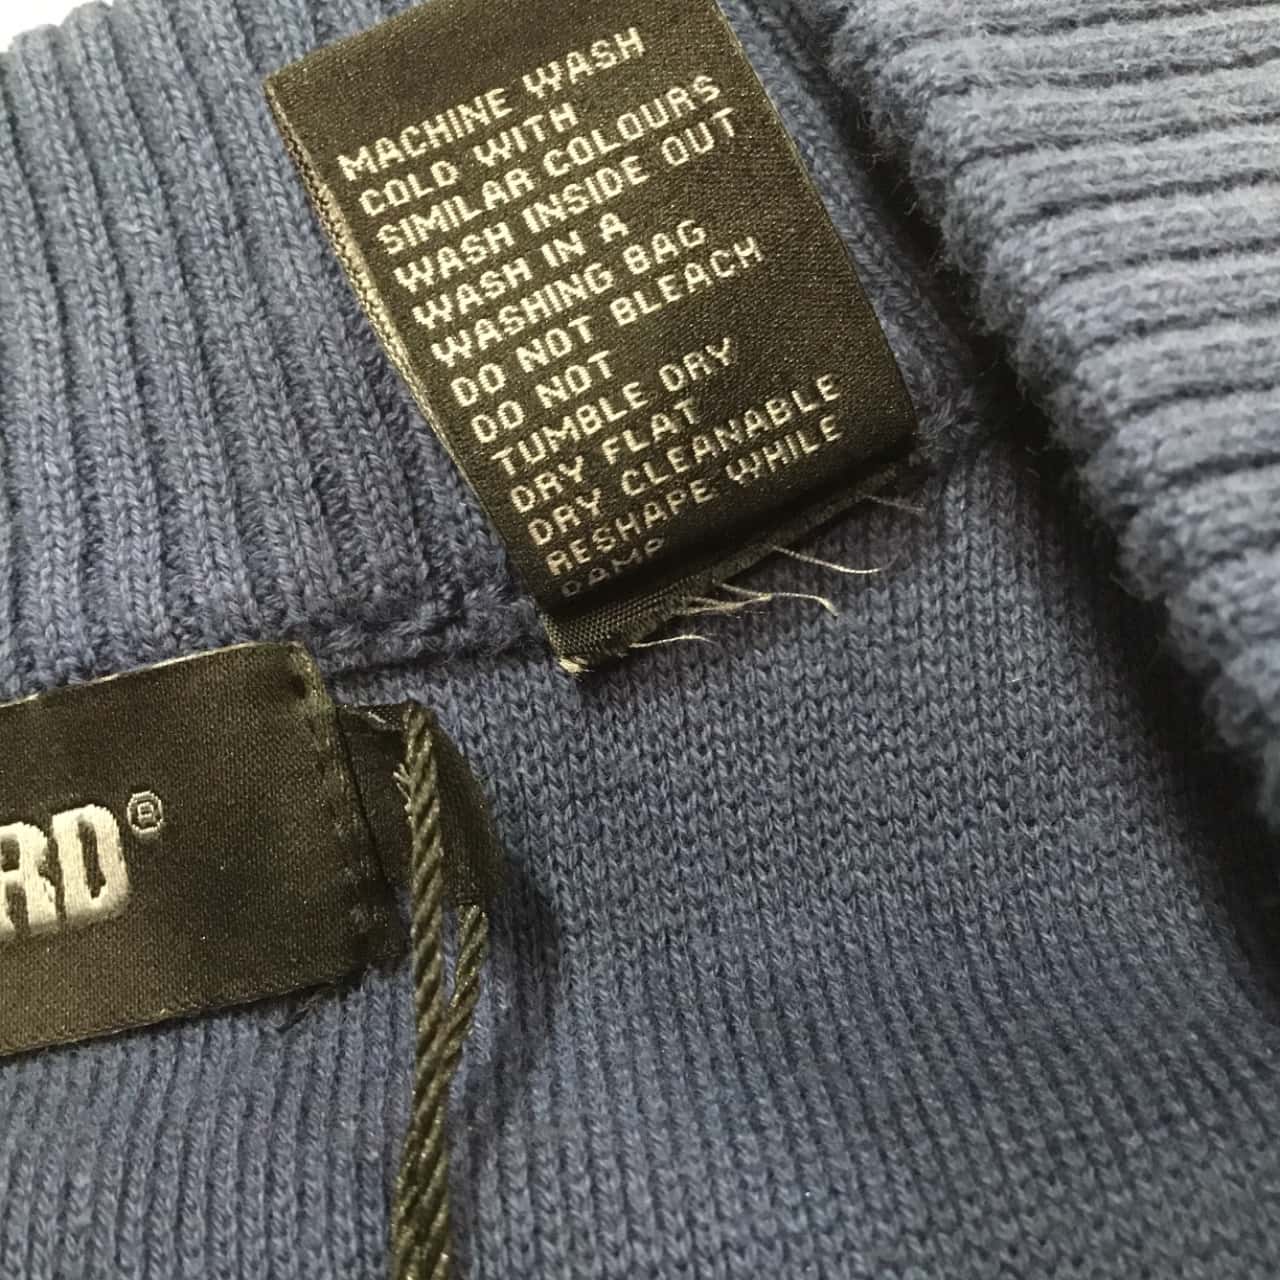 MACHINE WASH
COLD WITH
SIMILAR COLOURS
WASH INSIDE OUT
WASH IN A
WASHING BAG
DO NOT BLEACH
DO NOT
TUMBLE DRY
DRY FLAT
DRY CLEANABLE
RESHAPE WHILE
DAMP
RD®